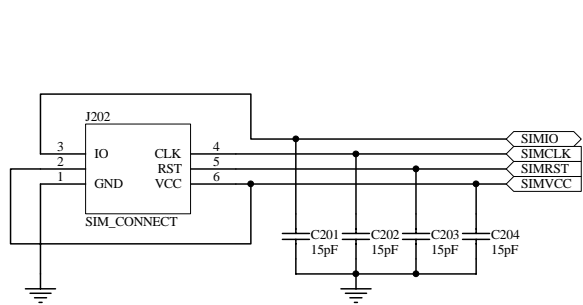 J202
3 IO CLK 4 SIMIO
2 RST 5 SIMCLK
1 GND VCC 6 SIMRST
SIMVCC
SIM_CONNECT
C201 C202 C203 C204
15pF 15pF 15pF 15pF